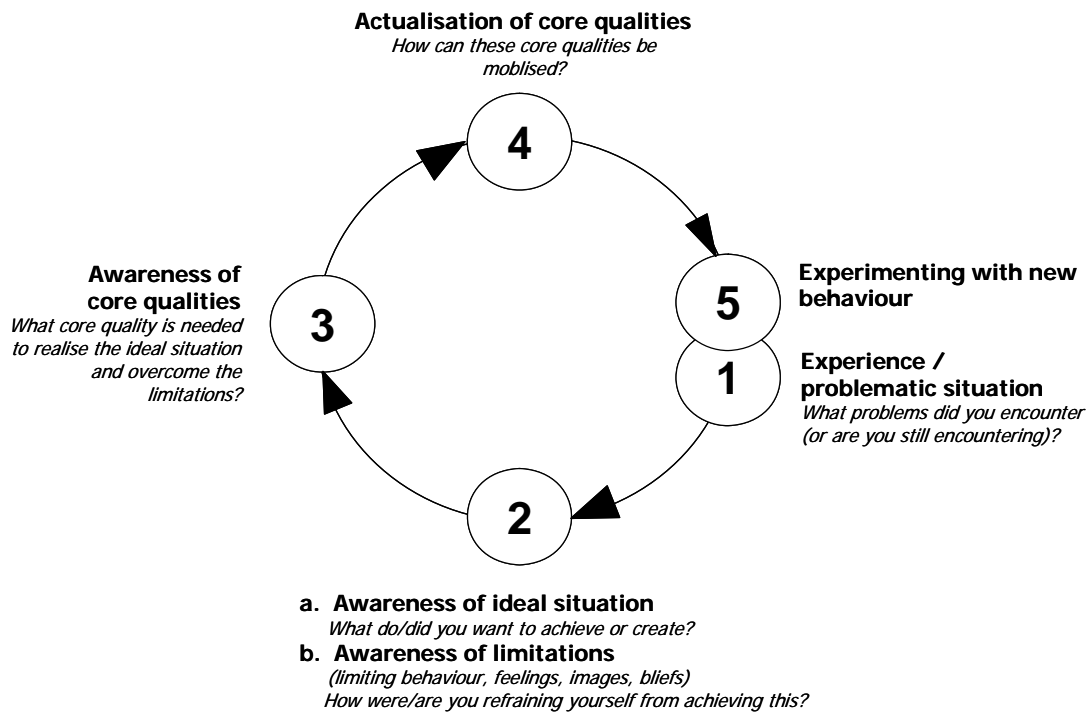 Actualisation of core qualities
How can these core qualities be
moblised?
4
Awareness of
core qualities
What core quality is needed
to realise the ideal situation
and overcome the
limitations?
3
5
Experimenting with new
behaviour
1
Experience /
problematic situation
What problems did you encounter
(or are you still encountering)?
2
a. Awareness of ideal situation
What do/did you want to achieve or create?
b. Awareness of limitations
(limiting behaviour, feelings, images, bliefs)
How were/are you refraining yourself from achieving this?